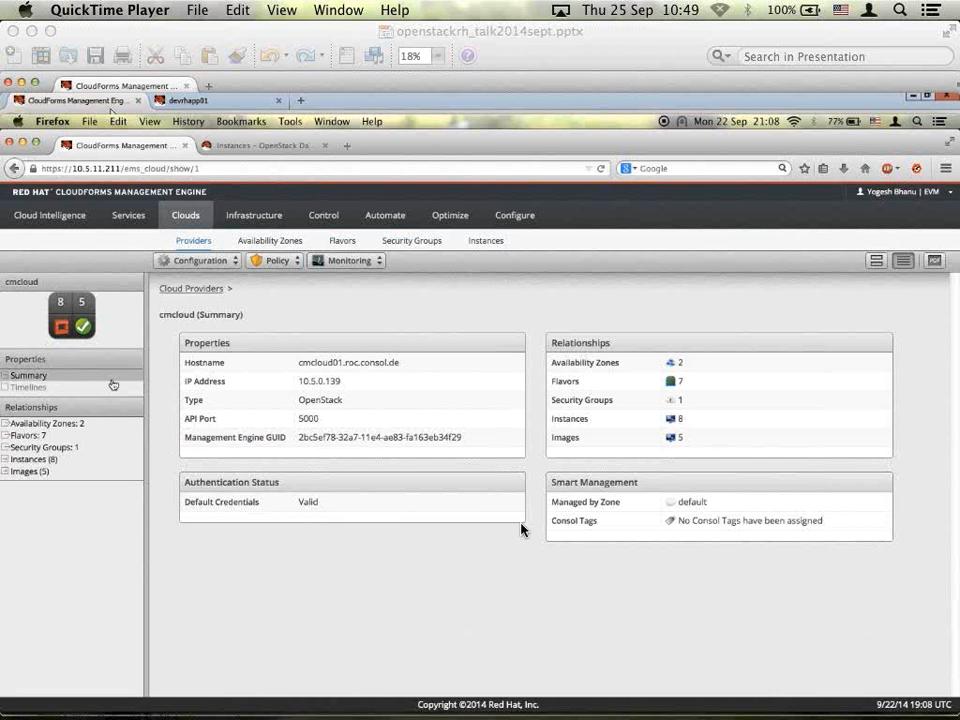 QuickTime Player File Edit View Window Help Thu 25 Sep 10:49 100%
openstackrh_talk2014sept.pptx
18% Search in Presentation
CloudForms Management ...
CloudForms Management Eng... devrhapp01
Firefox File Edit View History Bookmarks Tools Window Help Mon 22 Sep 21:08 77%
CloudForms Management ... Instances - OpenStack Da...
https://10.5.11.211/ems_cloud/show/1 Google
RED HAT CLOUDFORMS MANAGEMENT ENGINE Yogesh Bhanu | EVM
Cloud Intelligence Services Clouds Infrastructure Control Automate Optimize Configure
Providers Availability Zones Flavors Security Groups Instances
Configuration Policy Monitoring
cmcloud
8 5
Properties
Summary
Timelines
Relationships
Availability Zones: 2
Flavors: 7
Security Groups: 1
Instances (8)
Images (5)
Cloud Providers >
cmcloud (Summary)
Properties
Hostname cmcloud01.roc.consol.de
IP Address 10.5.0.139
Type OpenStack
API Port 5000
Management Engine GUID 2bc5ef78-32a7-11e4-ae83-fa163eb34f29
Authentication Status
Default Credentials Valid
Relationships
Availability Zones 2
Flavors 7
Security Groups 1
Instances 8
Images 5
Smart Management
Managed by Zone default
Consol Tags No Consol Tags have been assigned
Copyright ©2014 Red Hat, Inc. 9/22/14 19:08 UTC